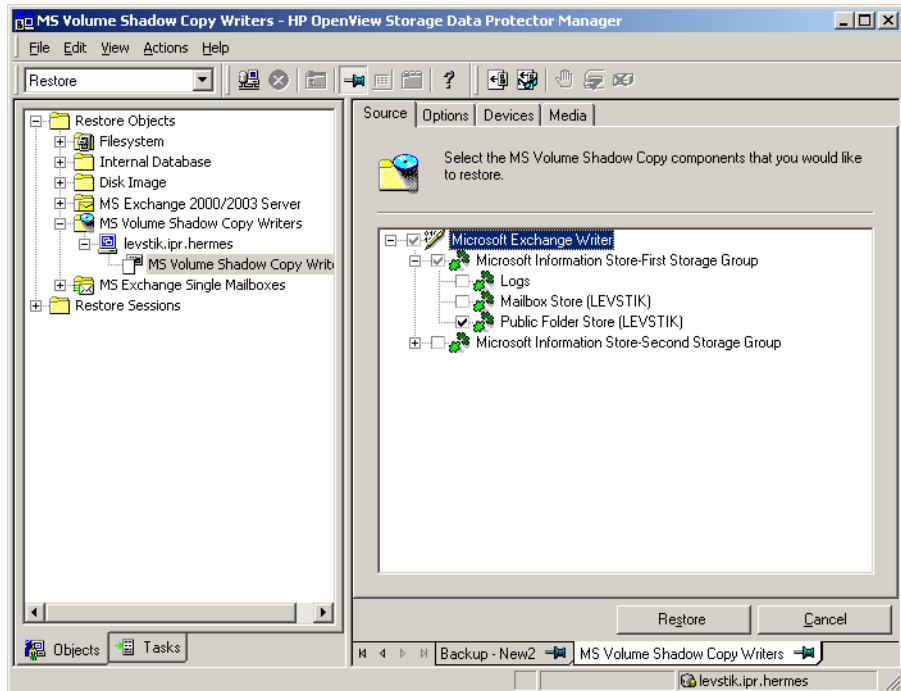 MS Volume Shadow Copy Writers - HP OpenView Storage Data Protector Manager
File Edit View Actions Help
Restore
Restore Objects
Filesystem
Internal Database
Disk Image
MS Exchange 2000/2003 Server
MS Volume Shadow Copy Writers
levstik.ipr.hermes
MS Volume Shadow Copy Write
MS Exchange Single Mailboxes
Restore Sessions
Objects Tasks
Source Options Devices Media
Select the MS Volume Shadow Copy components that you would like
to restore.
Microsoft Exchange Writer
Microsoft Information Store-First Storage Group
Logs
Mailbox Store (LEVSTIK)
Public Folder Store (LEVSTIK)
Microsoft Information Store-Second Storage Group
Restore Cancel
Backup - New2 MS Volume Shadow Copy Writers
levstik.ipr.hermes